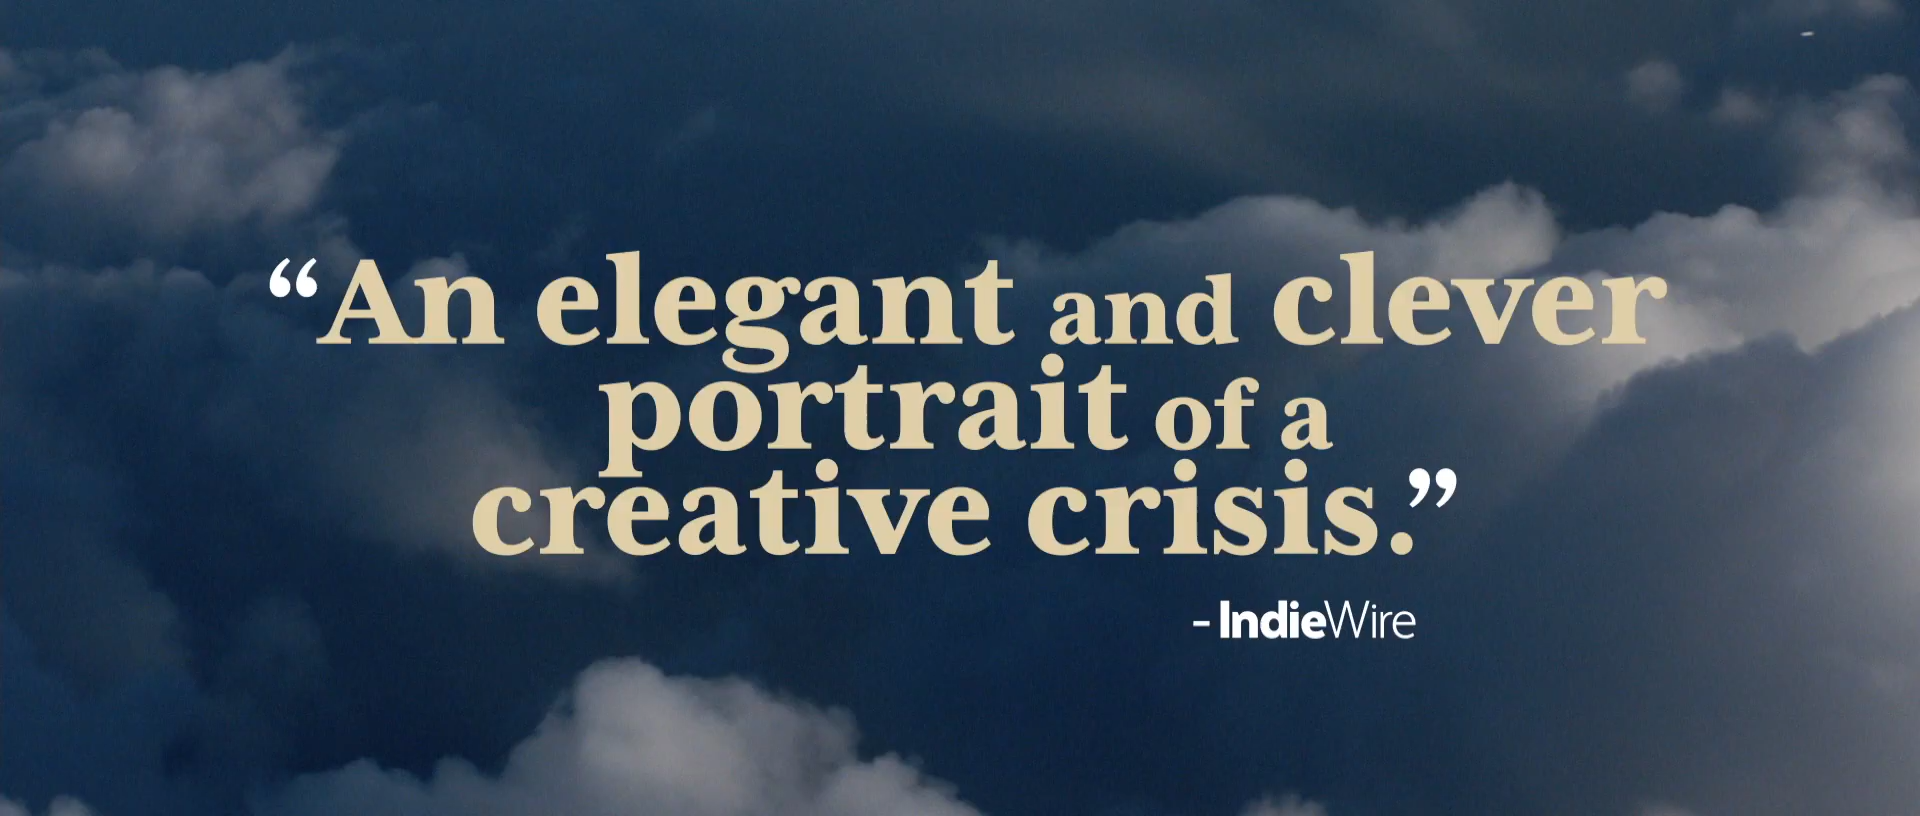 “An elegant and clever
portrait of a
creative crisis.”
– IndieWire